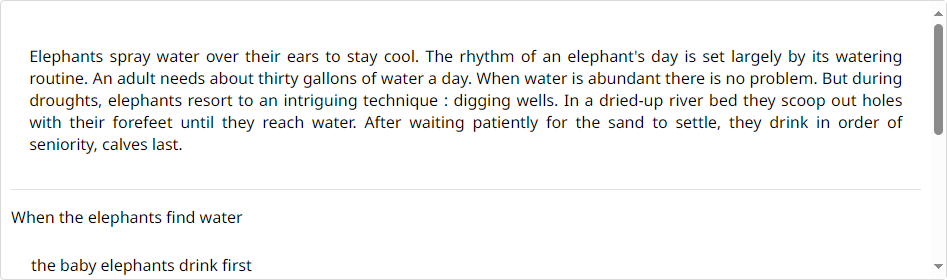 Elephants spray water over their ears to stay cool. The rhythm of an elephant's day is set largely by its watering
routine. An adult needs about thirty gallons of water a day. When water is abundant there is no problem. But during
droughts, elephants resort to an intriguing technique : digging wells. In a dried-up river bed they scoop out holes
with their forefeet until they reach water. After waiting patiently for the sand to settle, they drink in order of
seniority, calves last.
When the elephants find water
the baby elephants drink first